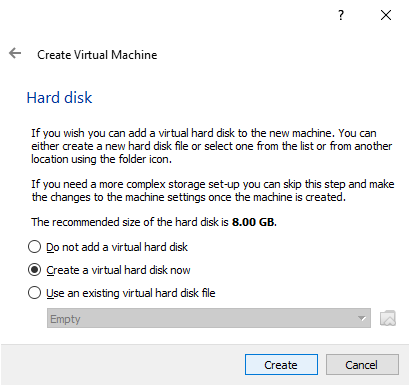 ?
Create Virtual Machine
Hard disk
If you wish you can add a virtual hard disk to the new machine. You can
either create a new hard disk file or select one from the list or from another
location using the folder icon.
If you need a more complex storage set-up you can skip this step and make
the changes to the machine settings once the machine is created.
The recommended size of the hard disk is 8.00 GB.
Do not add a virtual hard disk
Create a virtual hard disk now
Use an existing virtual hard disk file
Empty
Create Cancel